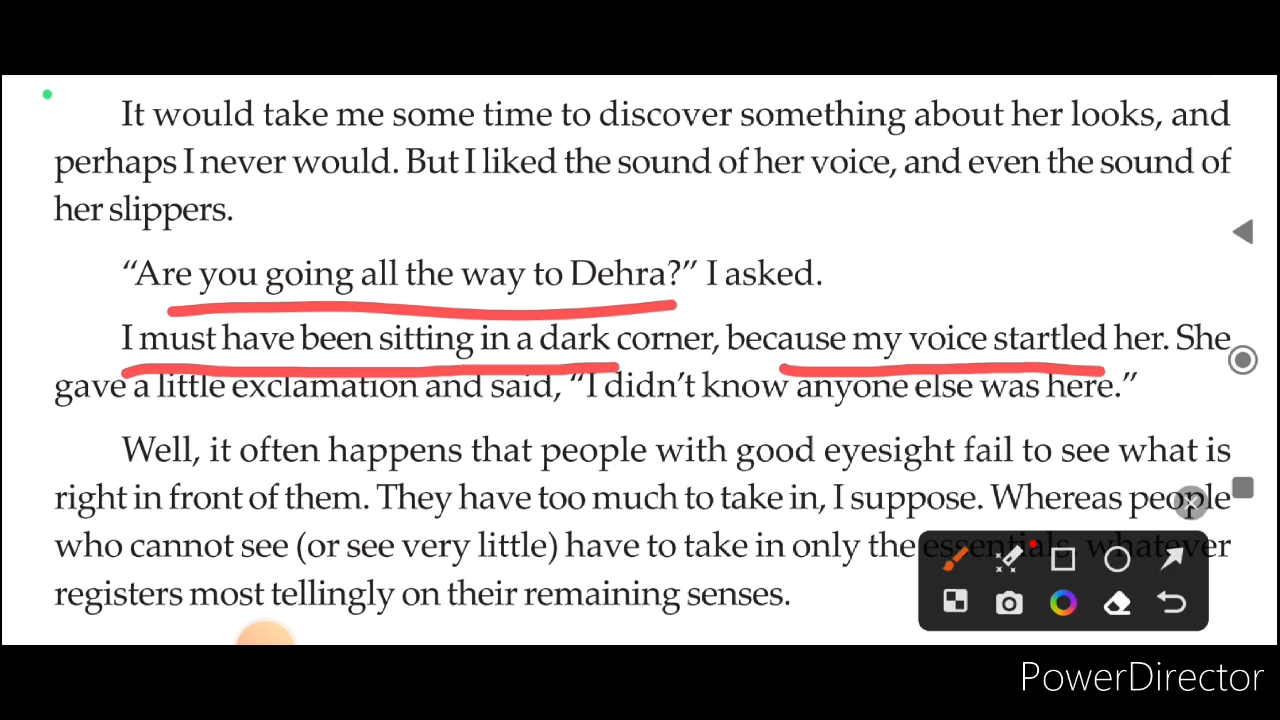 It would take me some time to discover something about her looks, and
perhaps I never would. But I liked the sound of her voice, and even the sound of
her slippers.
“Are you going all the way to Dehra?” I asked.
I must have been sitting in a dark corner, because my voice startled her. She
gave a little exclamation and said, “I didn’t know anyone else was here.”
Well, it often happens that people with good eyesight fail to see what is
right in front of them. They have too much to take in, I suppose. Whereas people
who cannot see (or see very little) have to take in only the essentials, whatever
registers most tellingly on their remaining senses.
PowerDirector